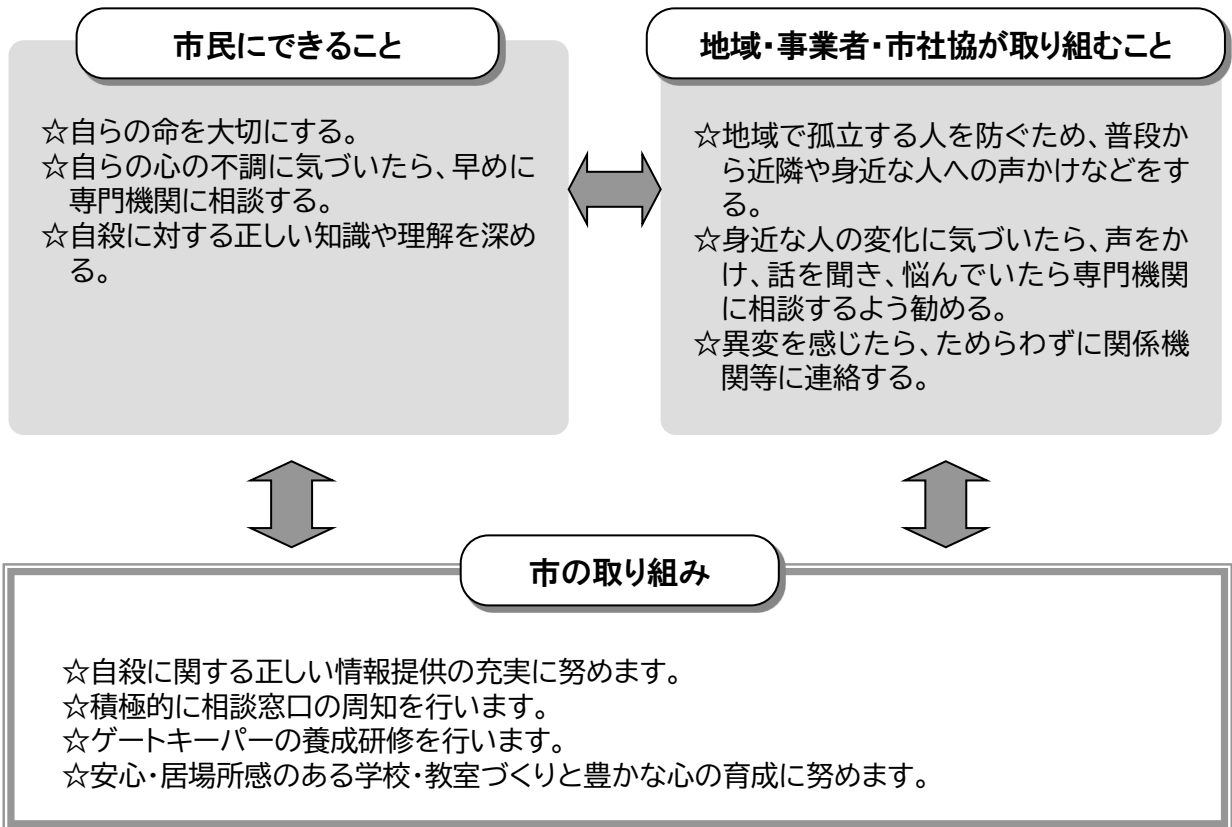 市民にできること
☆自らの命を大切にする。
☆自らの心の不調に気づいたら、早めに
専門機関に相談する。
☆自殺に対する正しい知識や理解を深め
る。
地域・事業者・市社協が取り組むこと
☆地域で孤立する人を防ぐため、普段か
ら近隣や身近な人への声かけなどをす
る。
☆身近な人の変化に気づいたら、声をか
け、話を聞き、悩んでいたら専門機関
に相談するよう勧める。
☆異変を感じたら、ためらわずに関係機
関等に連絡する。
市の取り組み
☆自殺に関する正しい情報提供の充実に努めます。
☆積極的に相談窓口の周知を行います。
☆ゲートキーパーの養成研修を行います。
☆安心・居場所感のある学校・教室づくりと豊かな心の育成に努めます。